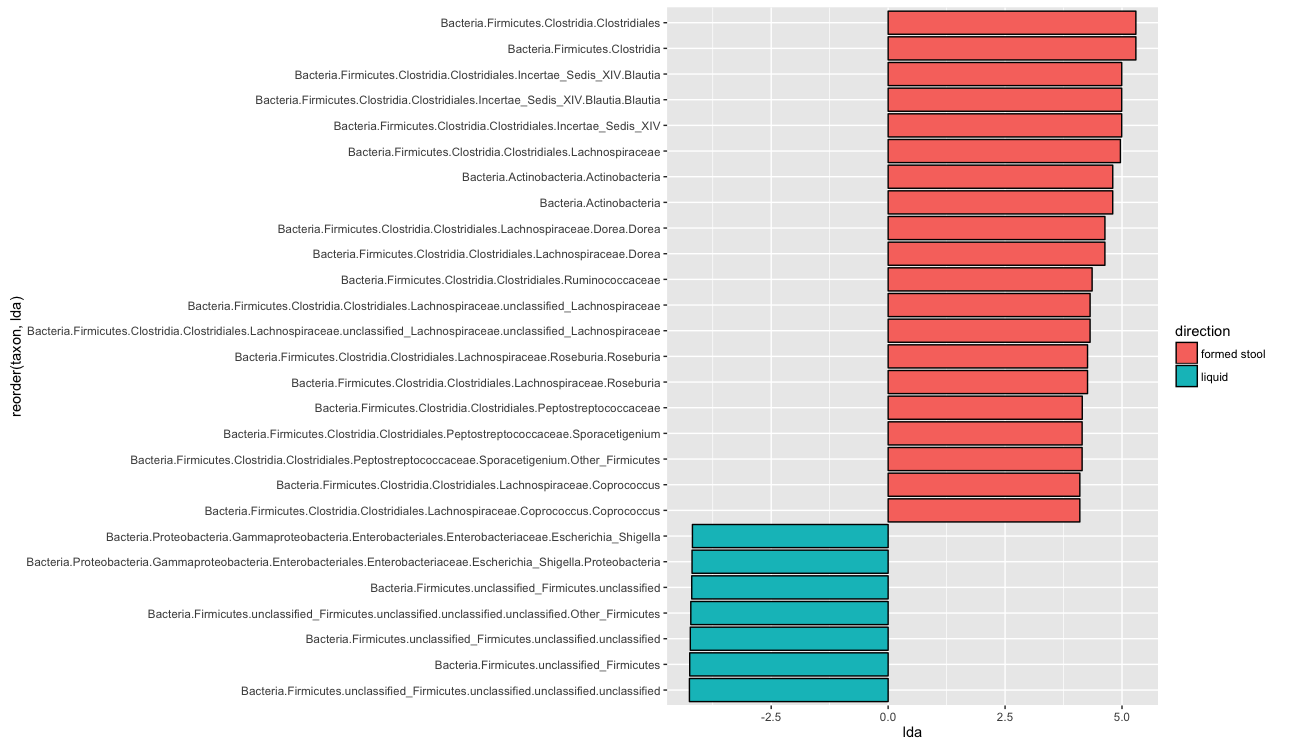 Bacteria.Firmicutes.Clostridia.Clostridiales
Bacteria.Firmicutes.Clostridia
Bacteria.Firmicutes.Clostridia.Clostridiales.Incertae_Sedis_XIV.Blautia
Bacteria.Firmicutes.Clostridia.Clostridiales.Incertae_Sedis_XIV.Blautia.Blautia
Bacteria.Firmicutes.Clostridia.Clostridiales.Incertae_Sedis_XIV
Bacteria.Firmicutes.Clostridia.Clostridiales.Lachnospiraceae
Bacteria.Actinobacteria.Actinobacteria
Bacteria.Actinobacteria
Bacteria.Firmicutes.Clostridia.Clostridiales.Lachnospiraceae.Dorea.Dorea
Bacteria.Firmicutes.Clostridia.Clostridiales.Lachnospiraceae.Dorea
Bacteria.Firmicutes.Clostridia.Clostridiales.Ruminococcaceae
Bacteria.Firmicutes.Clostridia.Clostridiales.Lachnospiraceae.unclassified_Lachnospiraceae
Bacteria.Firmicutes.Clostridia.Clostridiales.Lachnospiraceae.unclassified_Lachnospiraceae.unclassified_Lachnospiraceae
Bacteria.Firmicutes.Clostridia.Clostridiales.Lachnospiraceae.Roseburia.Roseburia
Bacteria.Firmicutes.Clostridia.Clostridiales.Lachnospiraceae.Roseburia
Bacteria.Firmicutes.Clostridia.Clostridiales.Peptostreptococcaceae
Bacteria.Firmicutes.Clostridia.Clostridiales.Peptostreptococcaceae.Sporacetigenium
Bacteria.Firmicutes.Clostridia.Clostridiales.Peptostreptococcaceae.Sporacetigenium.Other_Firmicutes
Bacteria.Firmicutes.Clostridia.Clostridiales.Lachnospiraceae.Coprococcus
Bacteria.Firmicutes.Clostridia.Clostridiales.Lachnospiraceae.Coprococcus.Coprococcus
Bacteria.Proteobacteria.Gammaproteobacteria.Enterobacteriales.Enterobacteriaceae.Escherichia_Shigella
Bacteria.Proteobacteria.Gammaproteobacteria.Enterobacteriales.Enterobacteriaceae.Escherichia_Shigella.Proteobacteria
Bacteria.Firmicutes.unclassified_Firmicutes.unclassified
Bacteria.Firmicutes.unclassified_Firmicutes.unclassified.unclassified.unclassified.Other_Firmicutes
Bacteria.Firmicutes.unclassified_Firmicutes.unclassified.unclassified
Bacteria.Firmicutes.unclassified_Firmicutes
Bacteria.Firmicutes.unclassified_Firmicutes.unclassified.unclassified.unclassified
reorder(taxon, lda)
-2.5 0.0 2.5 5.0
lda
direction
formed stool
liquid